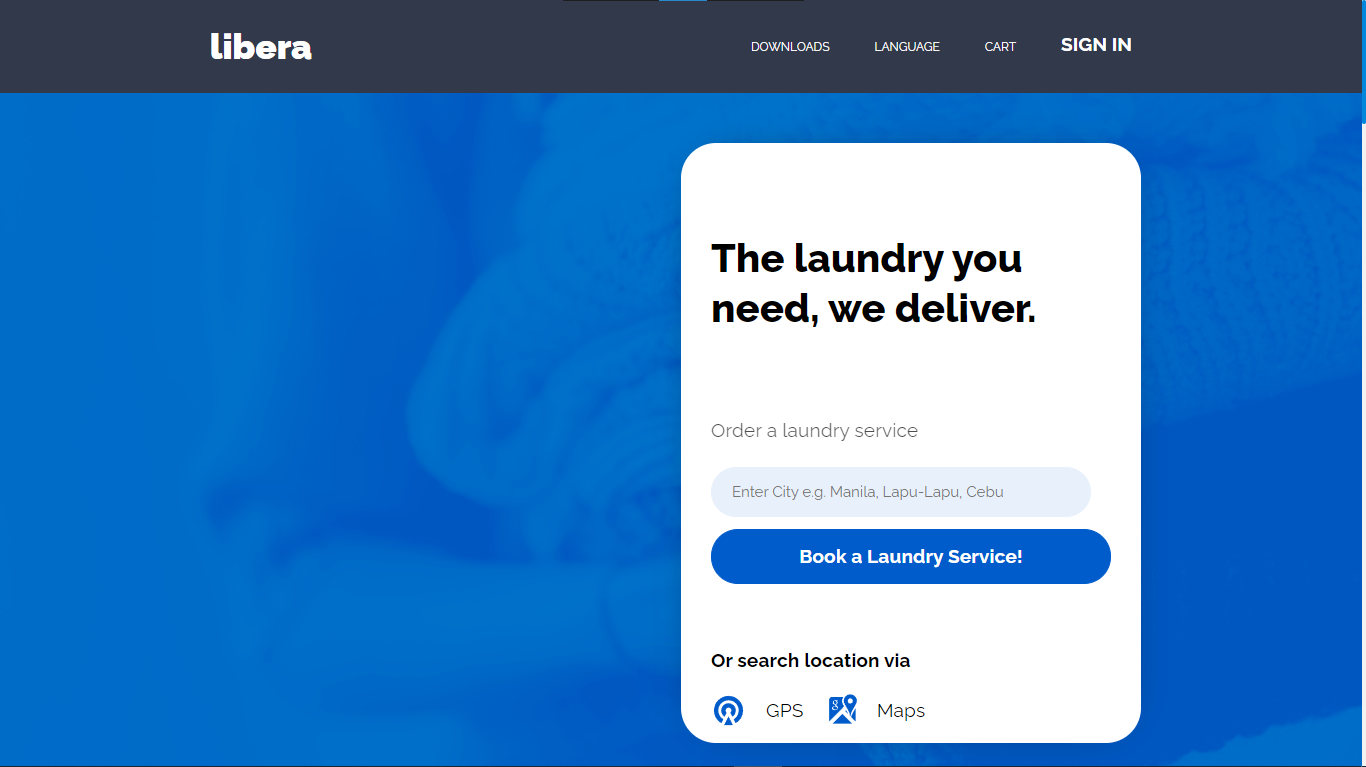 libera
DOWNLOADS LANGUAGE CART SIGN IN
The laundry you
need, we deliver.
Order a laundry service
Enter City e.g. Manila, Lapu-Lapu, Cebu
Book a Laundry Service!
Or search location via
GPS Maps